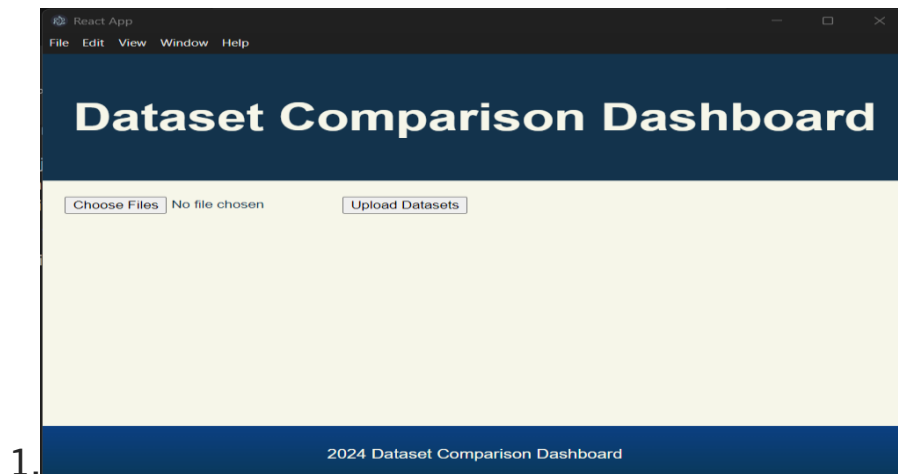 React App
File Edit View Window Help
Dataset Comparison Dashboard
Choose Files No file chosen Upload Datasets
2024 Dataset Comparison Dashboard
1.